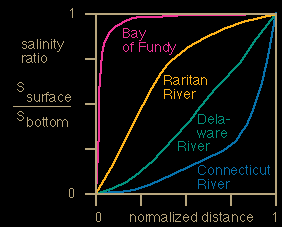 1
salinity
ratio
S surface
S bottom
0
Bay
of Fundy
Raritan
River
Dela-
ware
River
Connecticut
River
0
normalized distance
1